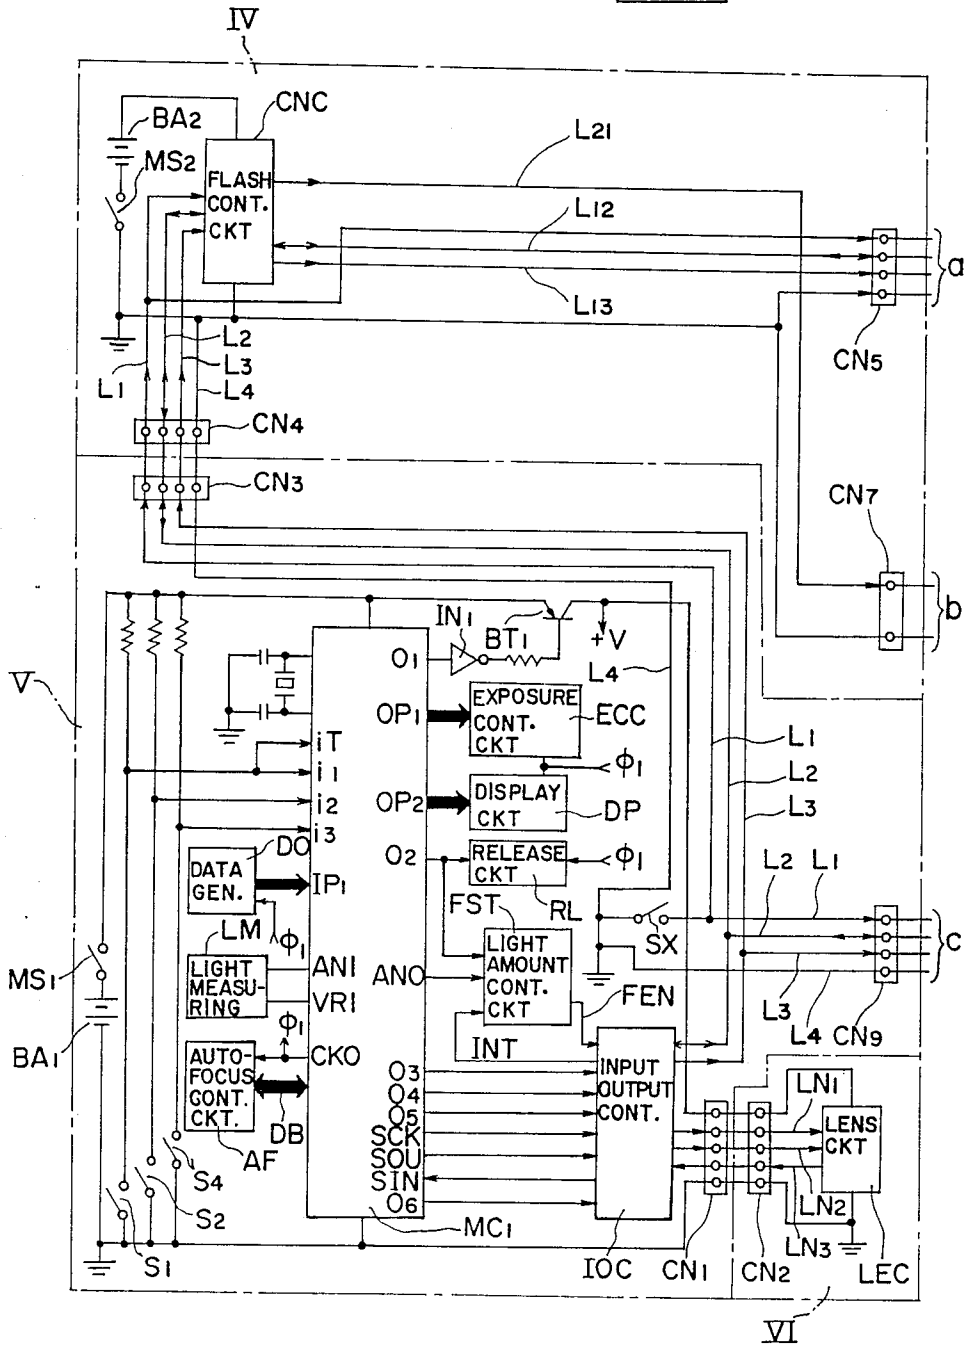 IV
BA2
CNC
MS2
FLASH
CONT.
CKT
L21
L12
L13
a
CN5
L1
L2
L3
L4
CN4
CN3
CN7
b
V
IN1
BT1
+V
L4
O1
OP1
EXPOSURE
CONT.
CKT
ECC
Φ1
iT
i1
i2
i3
OP2
DISPLAY
CKT
DP
L1
L2
L3
DO
DATA
GEN.
IP1
O2
RELEASE
CKT
RL
Φ1
Φ1
FST
LIGHT
AMOUNT
CONT.
CKT
SX
L2
L1
c
L3
L4
CN9
MS1
BA1
LM
LIGHT
MEASU-
RING
ANI
VRI
ANO
FEN
INT
Φ1
AUTO-
FOCUS
CONT.
CKT.
AF
CKO
DB
O3
O4
O5
SCK
SOU
SIN
O6
INPUT
OUTPUT
CONT.
IOC
MC1
S4
S2
S1
CN1
CN2
LN1
LN2
LN3
LENS
CKT
LEC
VI